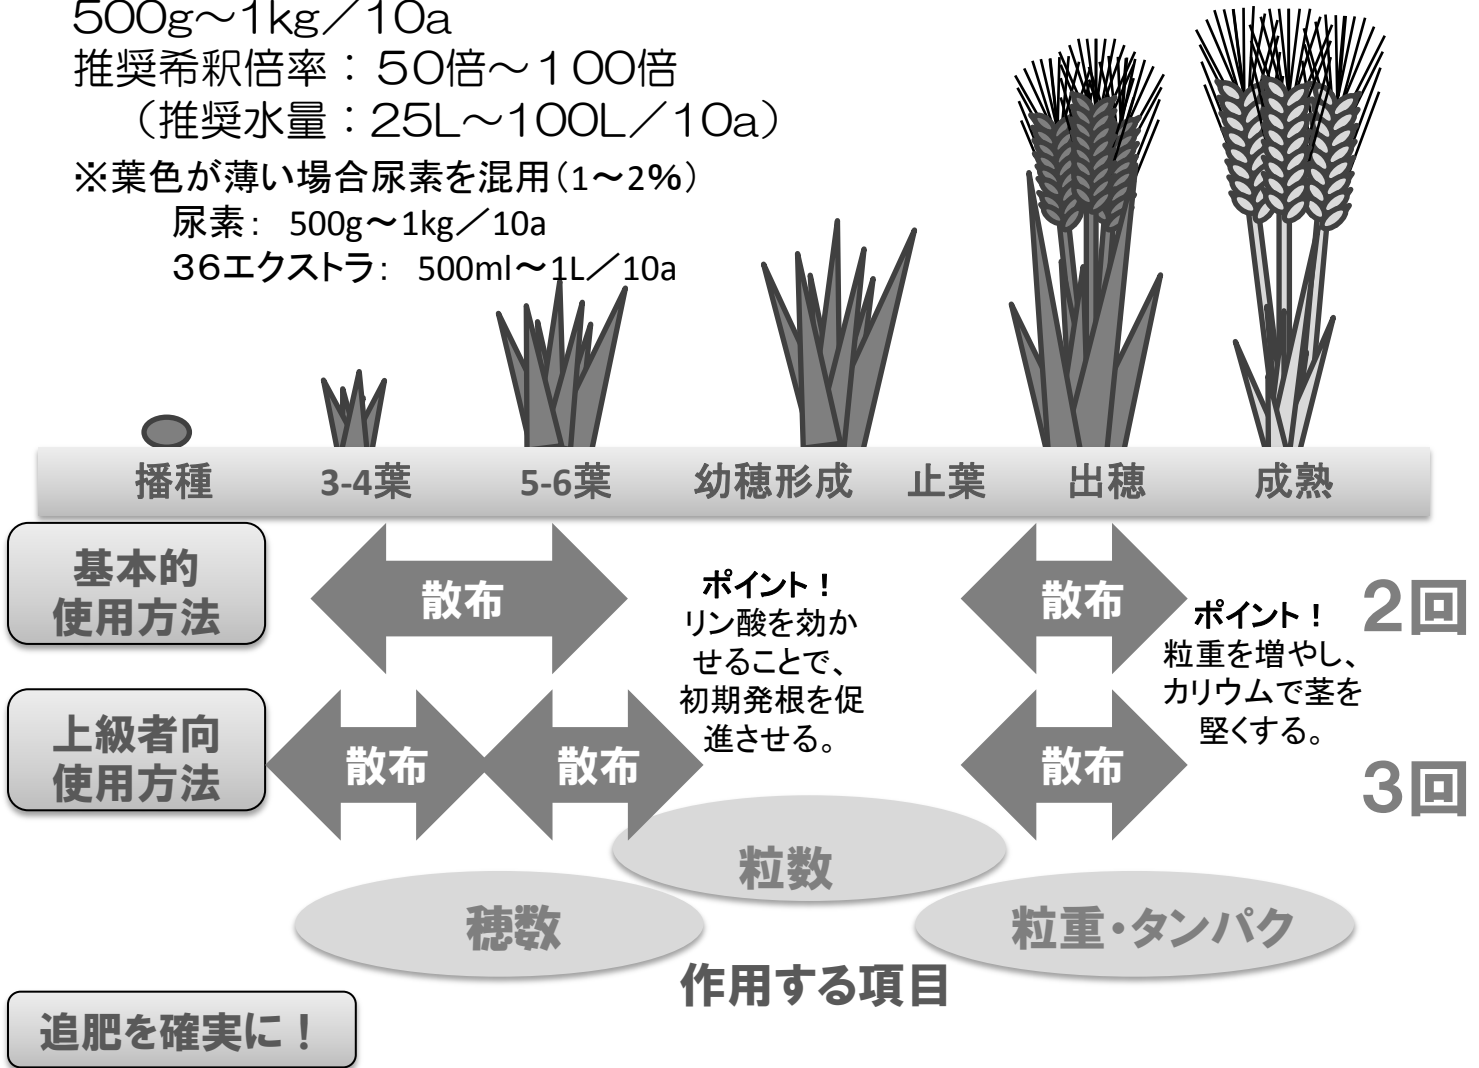 500g～1kg／10a
推奨希釈倍率：50倍～100倍
（推奨水量：25L～100L／10a）
※葉色が薄い場合尿素を混用（1～2%）
尿素： 500g～1kg／10a
36エクストラ： 500ml～1L／10a
播種 3-4葉 5-6葉 幼穂形成 止葉 出穂 成熟
基本的
使用方法
散布
ポイント！
リン酸を効か
せることで、
初期発根を促
進させる。
散布
ポイント！
粒重を増やし、
カリウムで茎を
堅くする。
2回
上級者向
使用方法
散布
散布
散布
3回
粒数
穂数
粒重・タンパク
作用する項目
追肥を確実に！